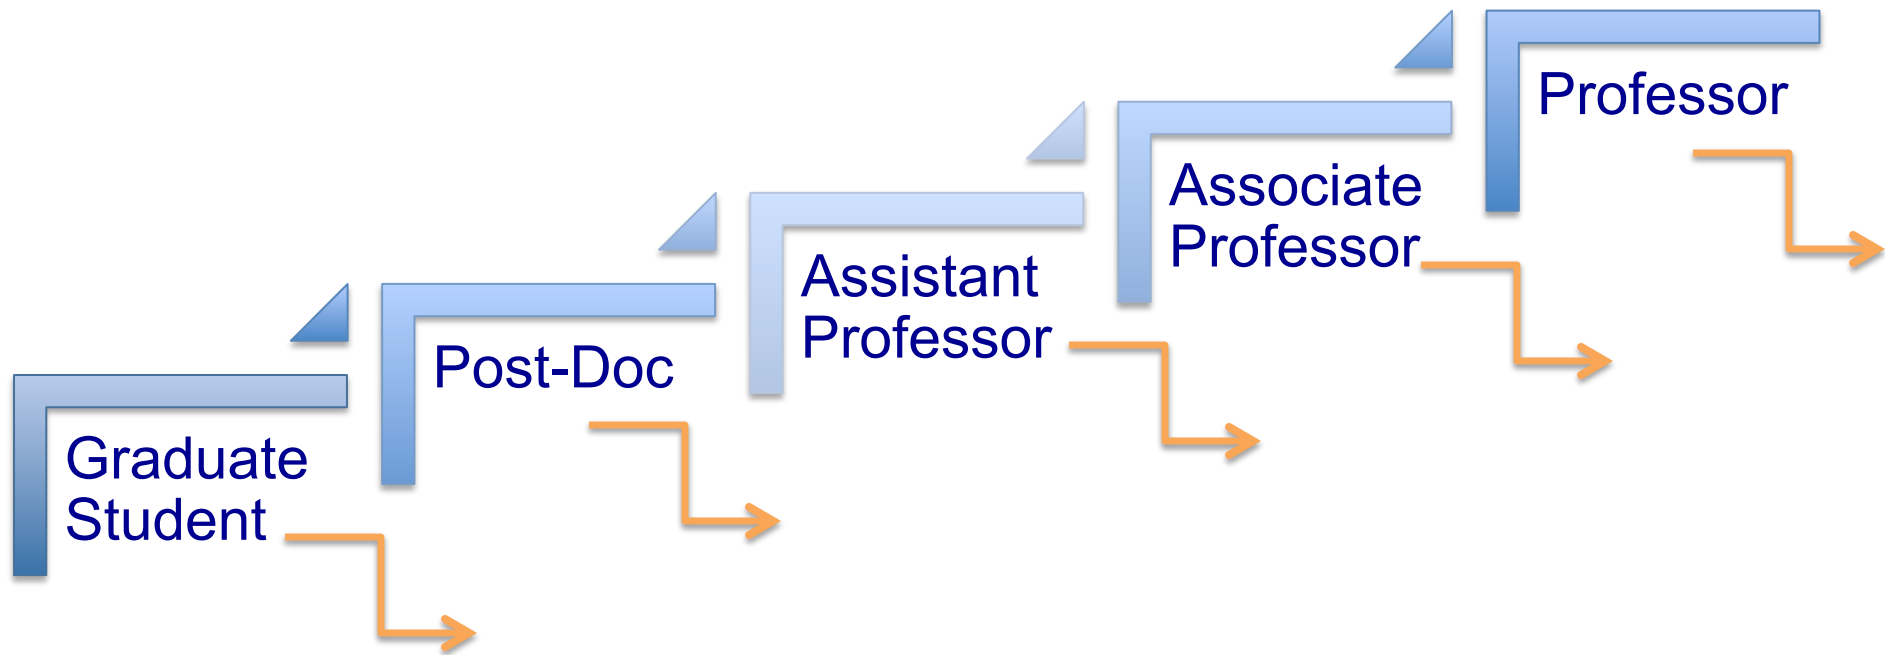 Graduate
Student
Post-Doc
Assistant
Professor
Associate
Professor
Professor